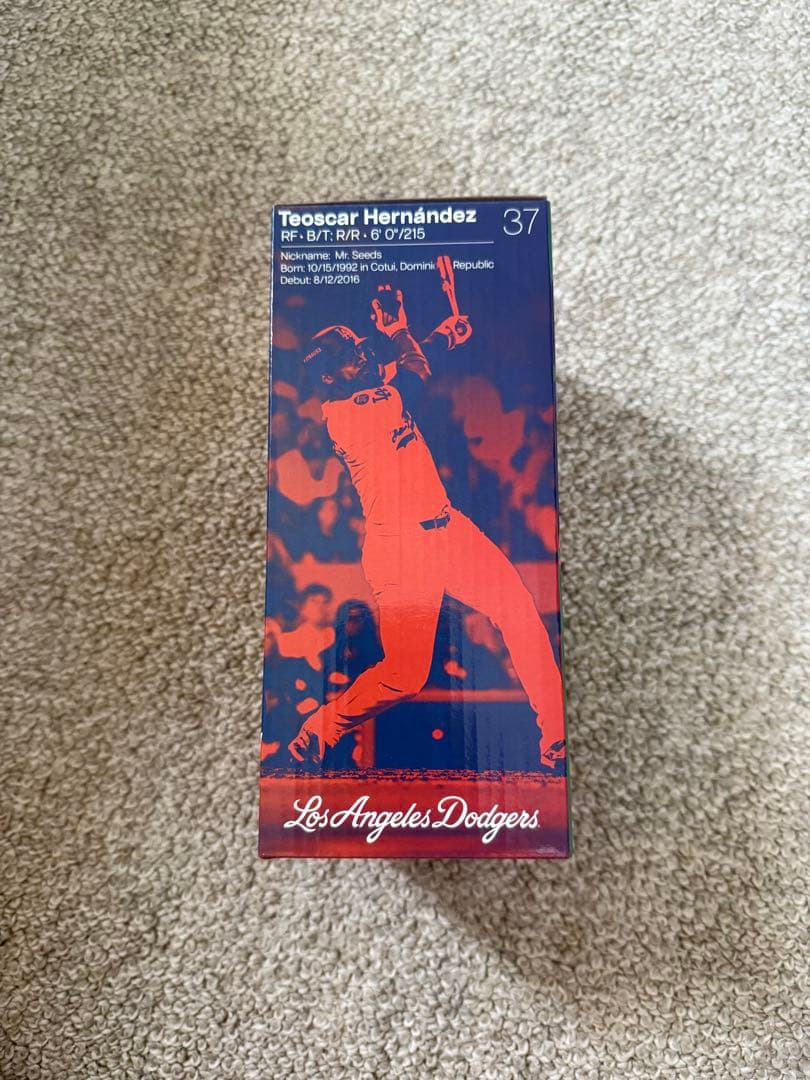 Teoscar Hernández 37
RF • B/T: R/R • 6' 0"/215
Nickname: Mr. Seeds
Born: 10/15/1992 in Cotui, Domini Republic
Debut: 8/12/2016
Los Angeles Dodgers